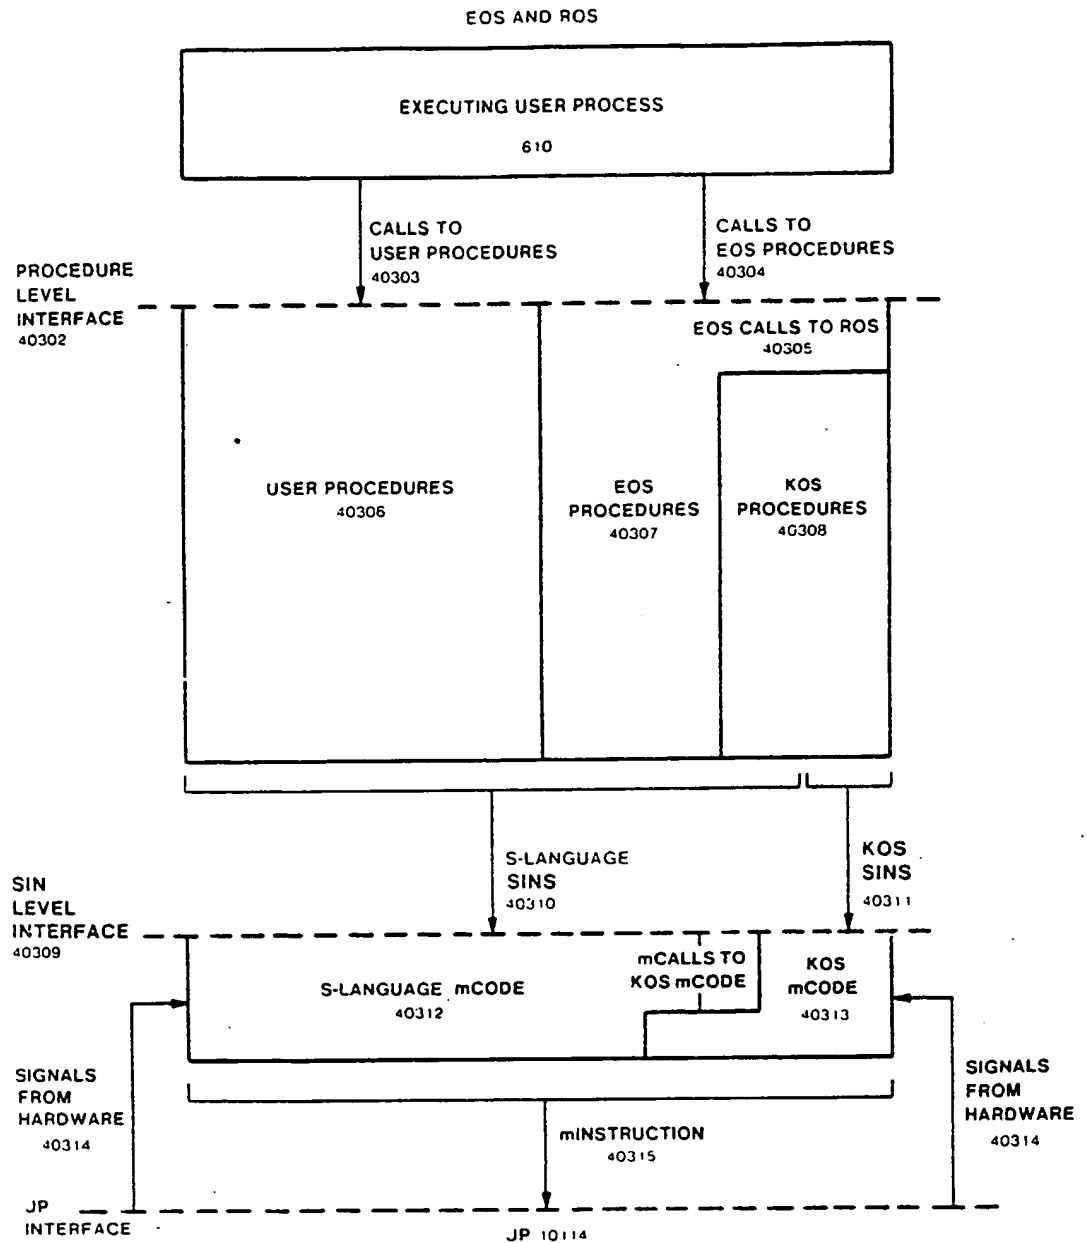 EOS AND ROS
EXECUTING USER PROCESS
610
CALLS TO
USER PROCEDURES
40303
CALLS TO
EOS PROCEDURES
40304
PROCEDURE
LEVEL
INTERFACE
40302
EOS CALLS TO ROS
40305
USER PROCEDURES
40306
EOS
PROCEDURES
40307
KOS
PROCEDURES
40308
S-LANGUAGE
SINS
40310
KOS
SINS
40311
SIN
LEVEL
INTERFACE
40309
S-LANGUAGE mCODE
40312
mCALLS TO
KOS mCODE
KOS
mCODE
40313
SIGNALS
FROM
HARDWARE
40314
SIGNALS
FROM
HARDWARE
40314
mINSTRUCTION
40315
JP
INTERFACE
JP 10114